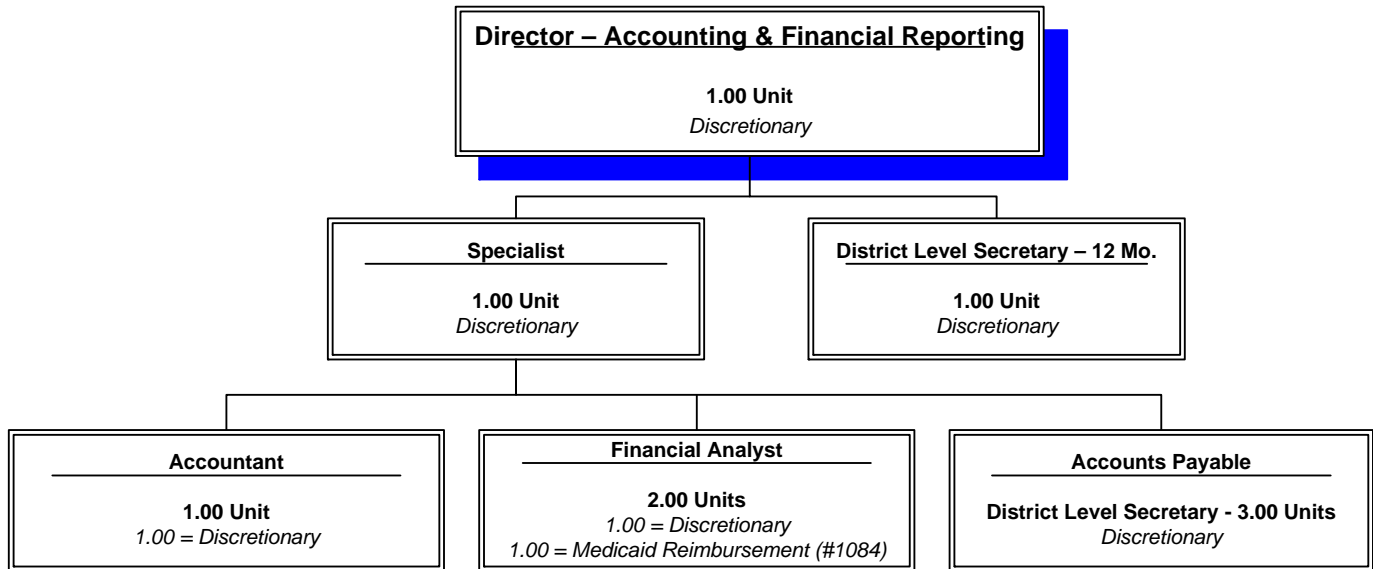 Director – Accounting & Financial Reporting
1.00 Unit
Discretionary
Specialist
1.00 Unit
Discretionary
District Level Secretary – 12 Mo.
1.00 Unit
Discretionary
Accountant
1.00 Unit
1.00 = Discretionary
Financial Analyst
2.00 Units
1.00 = Discretionary
1.00 = Medicaid Reimbursement (#1084)
Accounts Payable
District Level Secretary - 3.00 Units
Discretionary